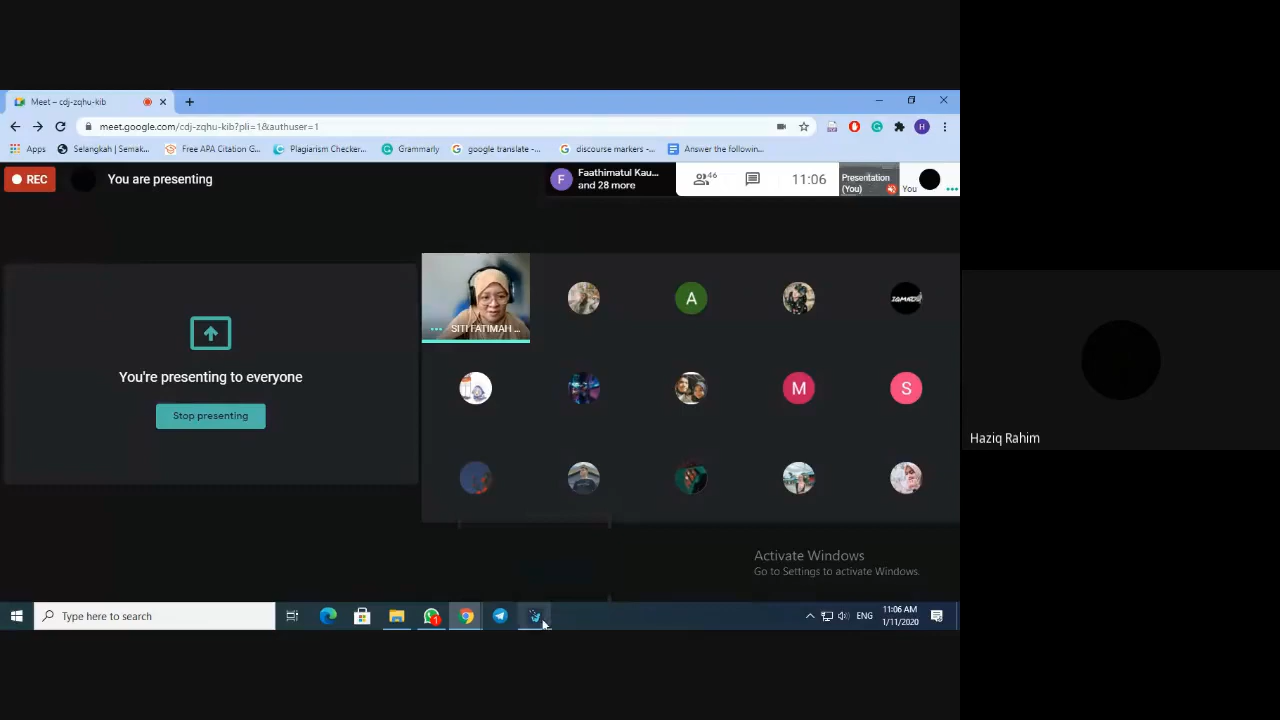 Meet – cdj-zqhu-kib
meet.google.com/cdj-zqhu-kib?pli=1&authuser=1
H
Apps
Selangkah | Semak...
Free APA Citation G...
Plagiarism Checker...
Grammarly
google translate -...
discourse markers -...
Answer the followin...
REC
You are presenting
F
Faathimatul Kau...
and 28 more
46
11:06
Presentation
(You)
You
SITI FATIMAH ...
A
You're presenting to everyone
Stop presenting
M
S
Haziq Rahim
Activate Windows
Go to Settings to activate Windows.
Type here to search
1
ENG
11:06 AM
1/11/2020